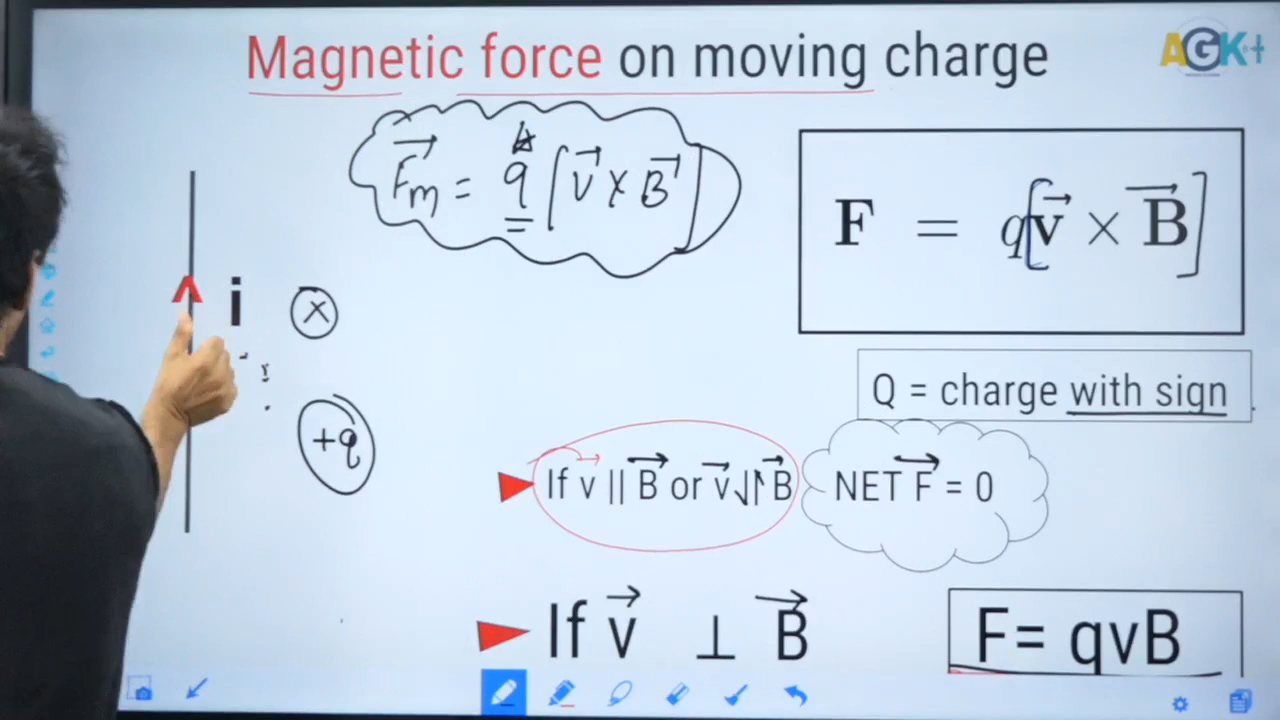 Magnetic force on moving charge
AGK+
F⃗m = q [v⃗ × B⃗]
F = q[v⃗ × B⃗]
i
×
+q
Q = charge with sign
If v⃗ || B⃗ or v⃗ ⇃↾ B⃗
NET F⃗ = 0
If v⃗ ⊥ B⃗
F= qvB